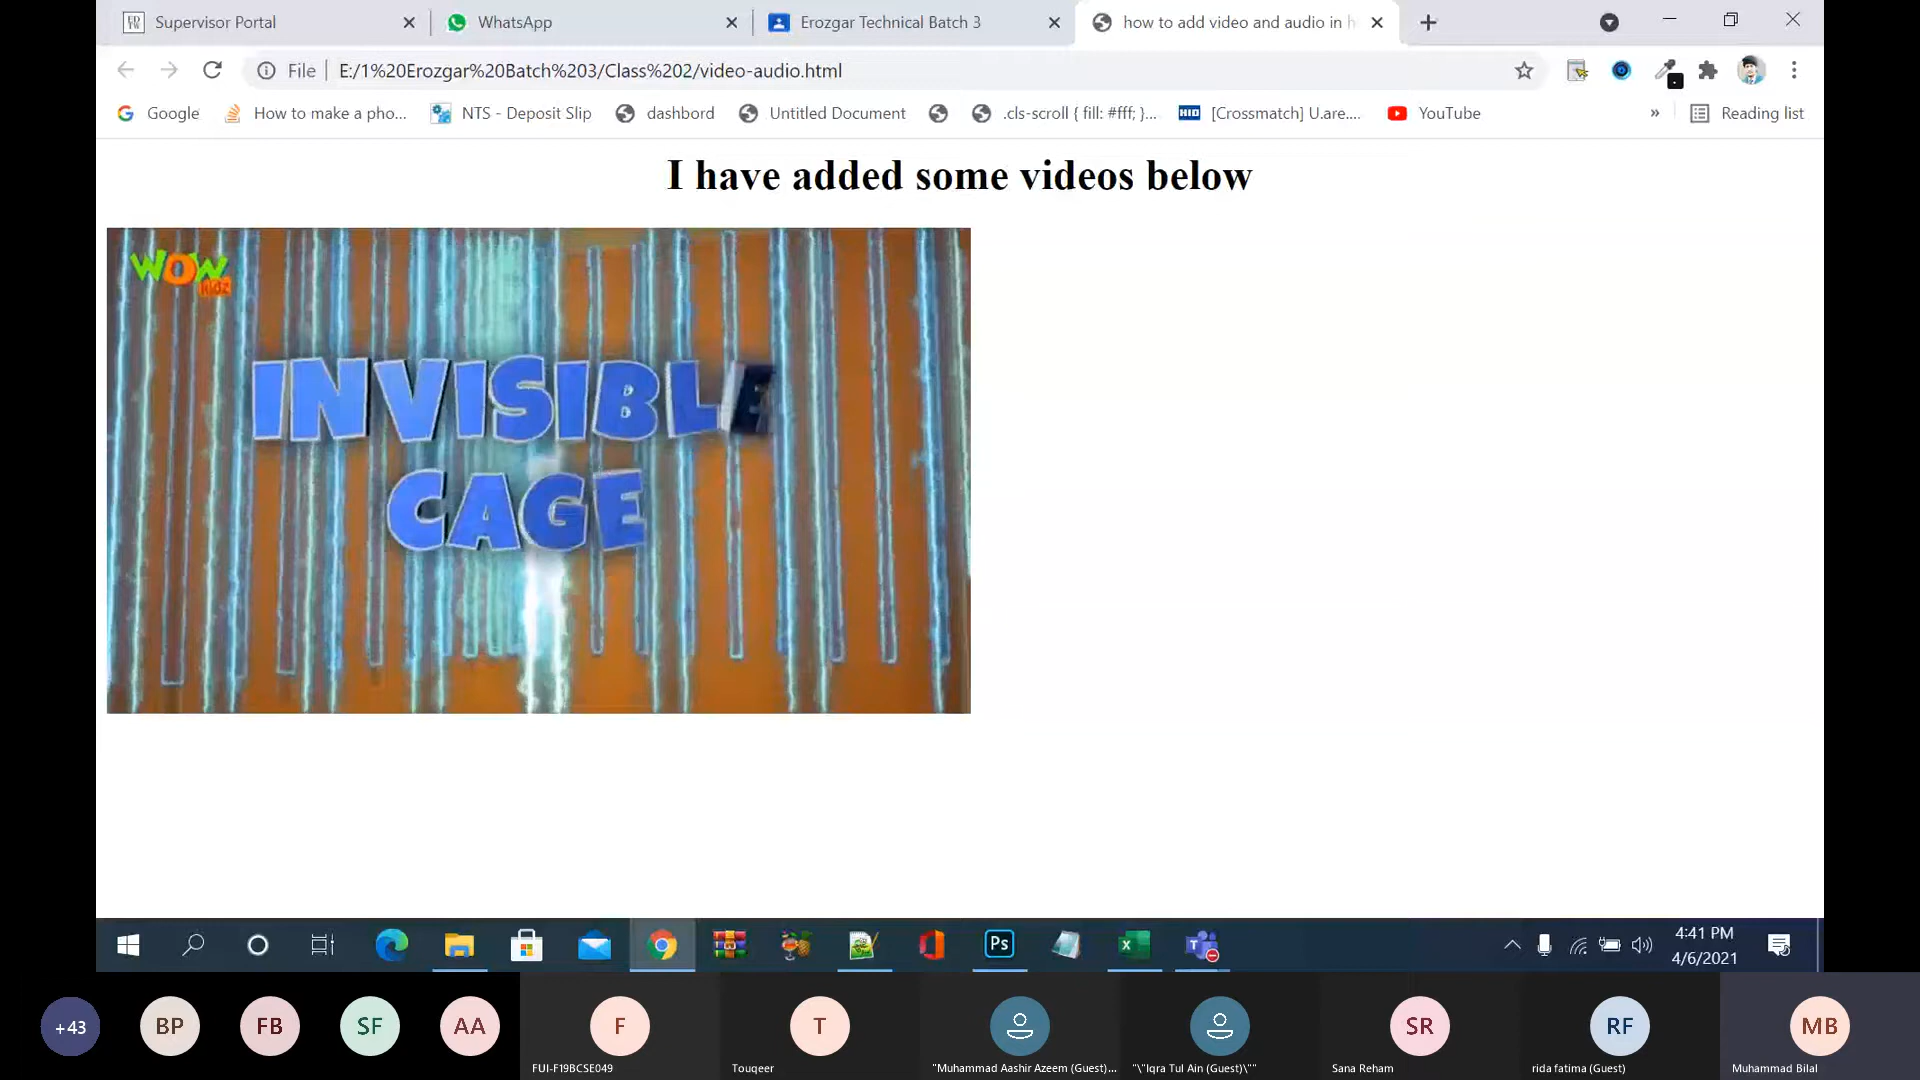 Supervisor Portal
WhatsApp
Erozgar Technical Batch 3
how to add video and audio in h
File
E:/1%20Erozgar%20Batch%203/Class%202/video-audio.html
Google
How to make a pho...
NTS - Deposit Slip
dashbord
Untitled Document
.cls-scroll { fill: #fff; }...
HID
[Crossmatch] U.are....
YouTube
»
Reading list
I have added some videos below
WOW
kidz
INVISIBLE
CAGE
Ps
4:41 PM
4/6/2021
+43
BP
FB
SF
AA
F
T
SR
RF
MB
FUI-F19BCSE049
Touqeer
"Muhammad Aashir Azeem (Guest)...
"\"Iqra Tul Ain (Guest)\""
Sana Reham
rida fatima (Guest)
Muhammad Bilal